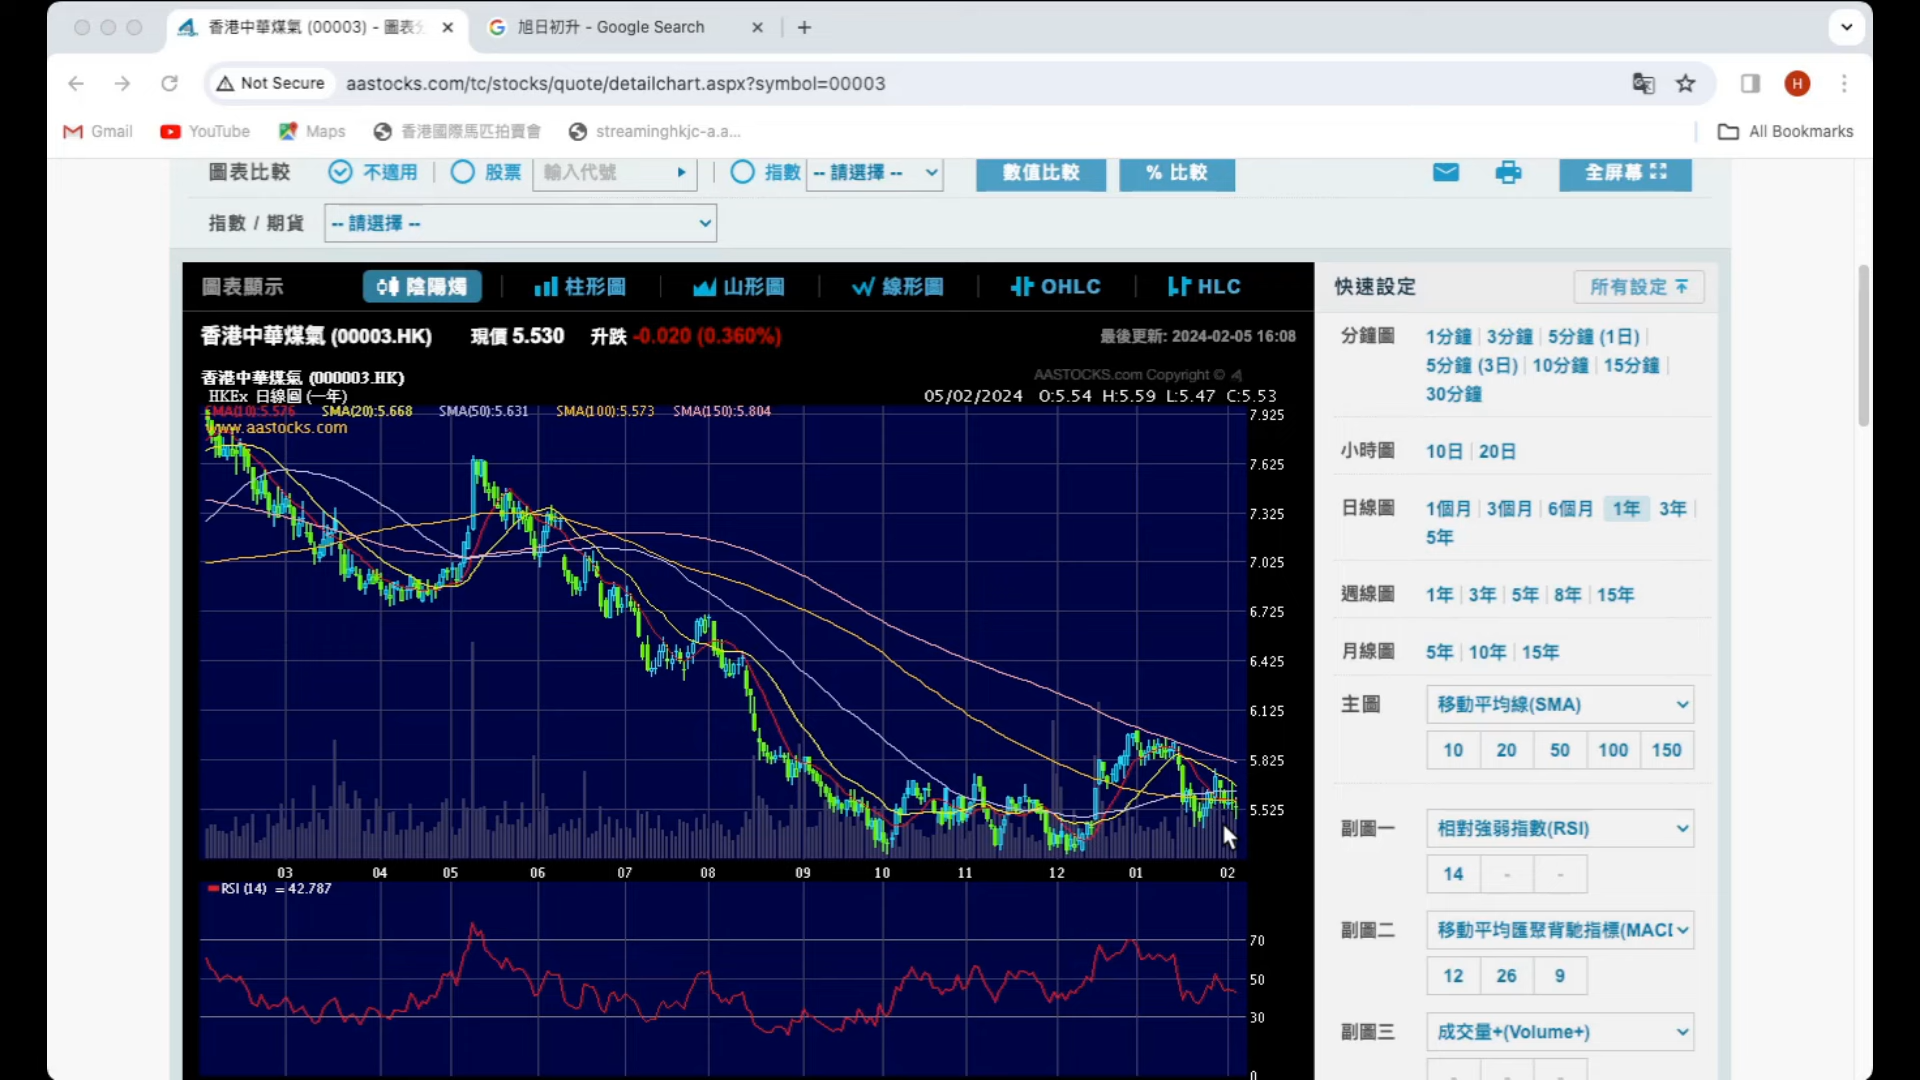 香港中華煤氣 (00003) - 圖表分
旭日初升 - Google Search
Not Secure
aastocks.com/tc/stocks/quote/detailchart.aspx?symbol=00003
H
Gmail
YouTube
Maps
香港國際馬匹拍賣會
streaminghkjc-a.a...
All Bookmarks
圖表比較 不適用 股票 輸入代號 指數 -- 請選擇 -- 數值比較 % 比較 全屏幕
指數 / 期貨 -- 請選擇 --
圖表顯示 陰陽燭 柱形圖 山形圖 線形圖 OHLC HLC
香港中華煤氣 (00003.HK) 現價 5.530 升跌 -0.020 (0.360%) 最後更新: 2024-02-05 16:08
香港中華煤氣 (000003.HK) AASTOCKS.com Copyright ©
HKEx 日線圖 (一年) 05/02/2024 O:5.54 H:5.59 L:5.47 C:5.53
SMA(10):5.576 SMA(20):5.668 SMA(50):5.631 SMA(100):5.573 SMA(150):5.804
www.aastocks.com
7.925
7.625
7.325
7.025
6.725
6.425
6.125
5.825
5.525
03 04 05 06 07 08 09 10 11 12 01 02
RSI (14) =42.787
70
50
30
0
快速設定 所有設定
分鐘圖 1分鐘 3分鐘 5分鐘 (1日)
5分鐘 (3日) 10分鐘 15分鐘
30分鐘
小時圖 10日 20日
日線圖 1個月 3個月 6個月 1年 3年
5年
週線圖 1年 3年 5年 8年 15年
月線圖 5年 10年 15年
主圖 移動平均線(SMA)
10 20 50 100 150
副圖一 相對強弱指數(RSI)
14 - -
副圖二 移動平均匯聚背馳指標(MACD
12 26 9
副圖三 成交量+(Volume+)
- - -